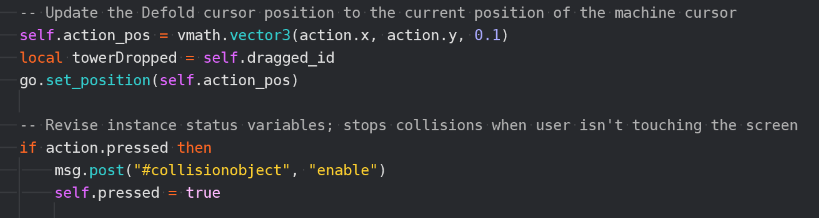 -- Update the Defold cursor position to the current position of the machine cursor
self.action_pos = vmath.vector3(action.x, action.y, 0.1)
local towerDropped = self.dragged_id
go.set_position(self.action_pos)
-- Revise instance status variables; stops collisions when user isn't touching the screen
if action.pressed then
msg.post("#collisionobject", "enable")
self.pressed = true